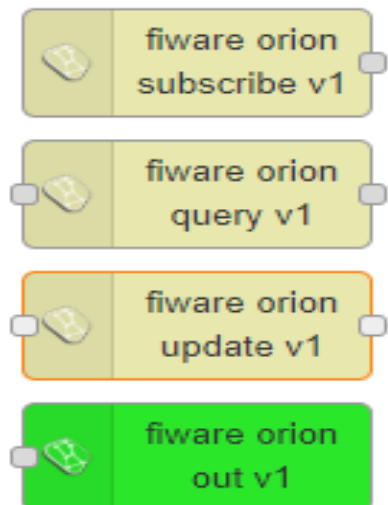 fiware orion
subscribe v1
fiware orion
query v1
fiware orion
update v1
fiware orion
out v1